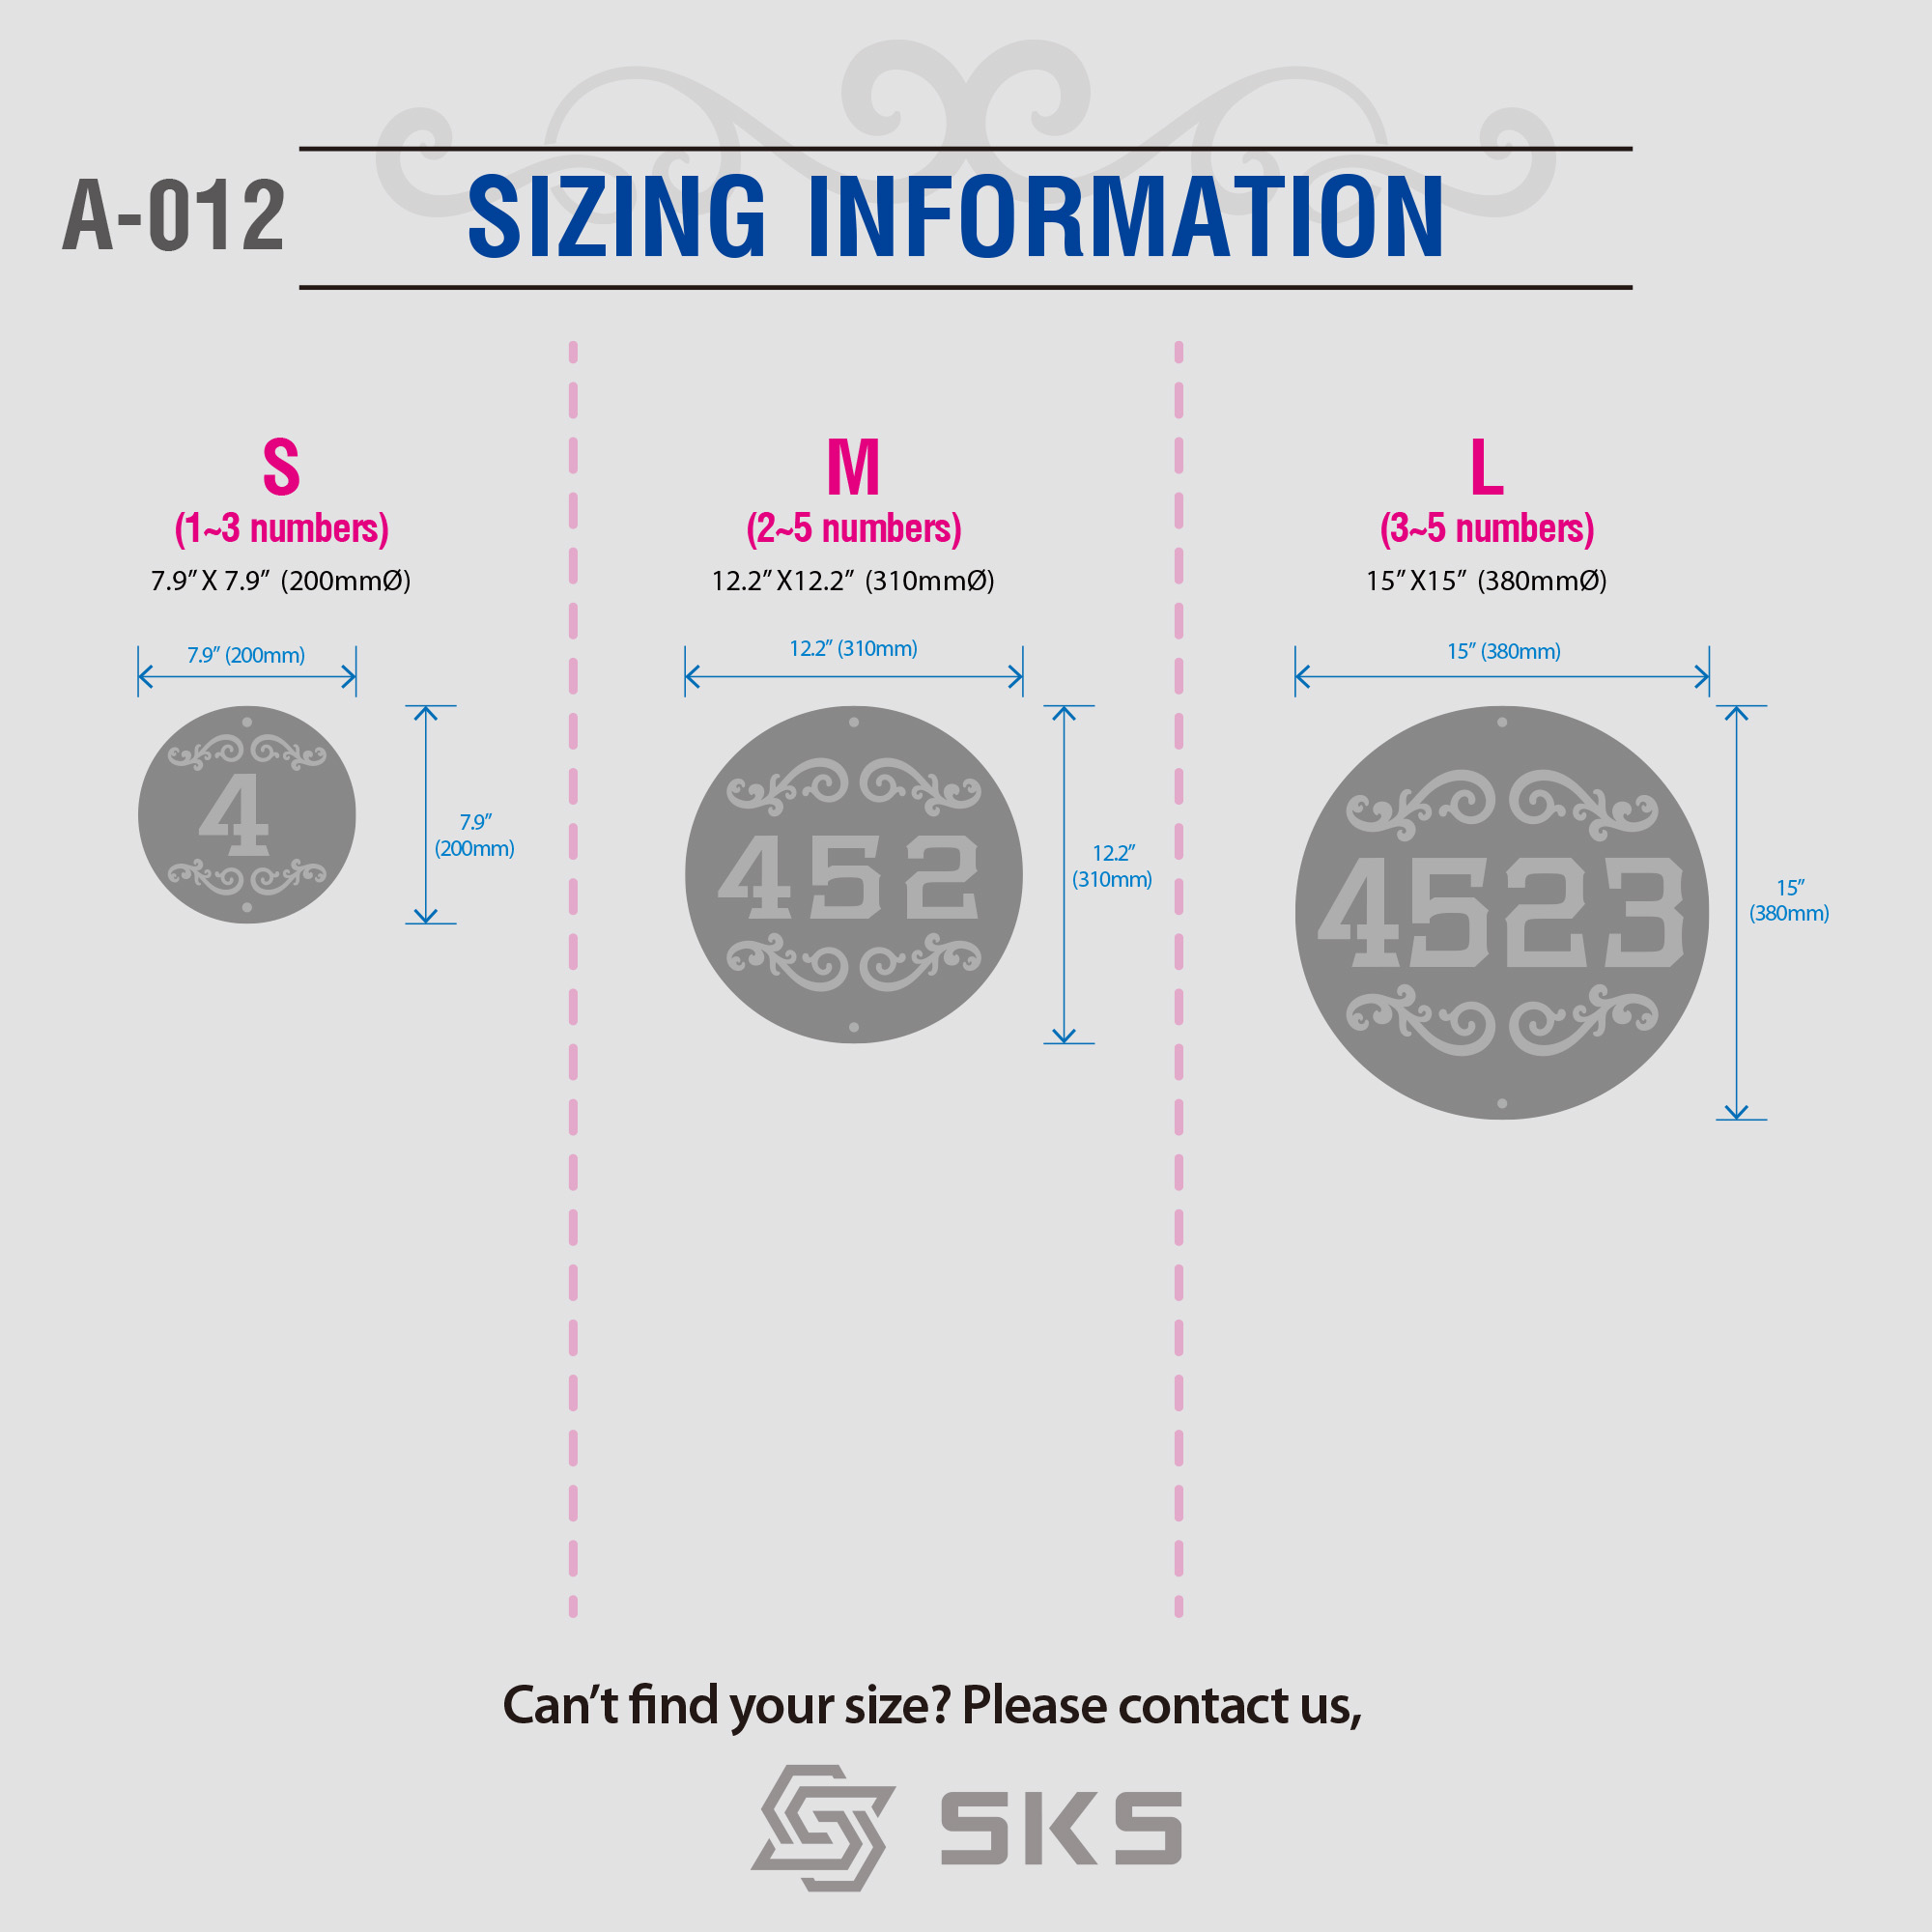 A-012
SIZING INFORMATION
S
(1~3 numbers)
7.9” X 7.9” (200mmØ)
7.9” (200mm)
4
7.9”
(200mm)
M
(2~5 numbers)
12.2” X12.2” (310mmØ)
12.2” (310mm)
452
12.2”
(310mm)
L
(3~5 numbers)
15” X15” (380mmØ)
15” (380mm)
4523
15”
(380mm)
Can’t find your size? Please contact us,
SKS